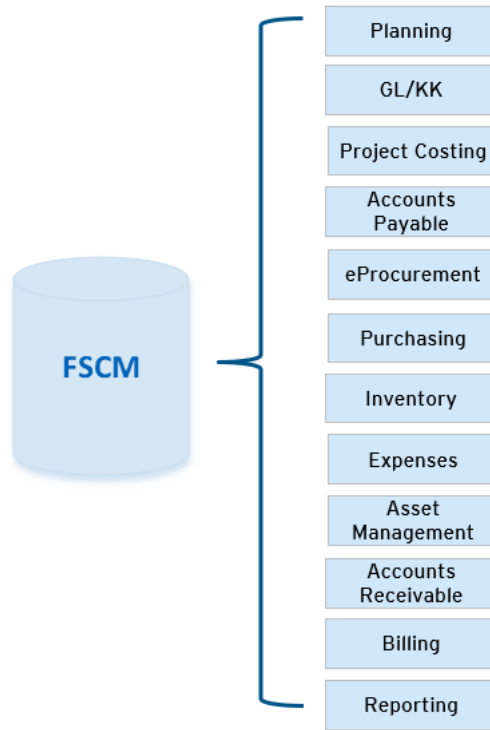 FSCM
Planning
GL/KK
Project Costing
Accounts
Payable
eProcurement
Purchasing
Inventory
Expenses
Asset
Management
Accounts
Receivable
Billing
Reporting